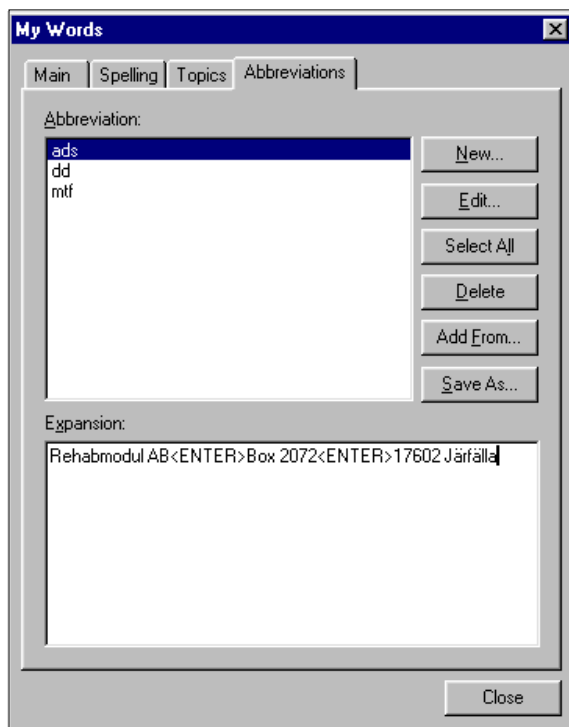 My Words
Main Spelling Topics Abbreviations
Abbreviation:
ads
dd
mtf
New...
Edit...
Select All
Delete
Add From...
Save As...
Expansion:
Rehabmodul AB<ENTER>Box 2072<ENTER>17602 Järfälla
Close